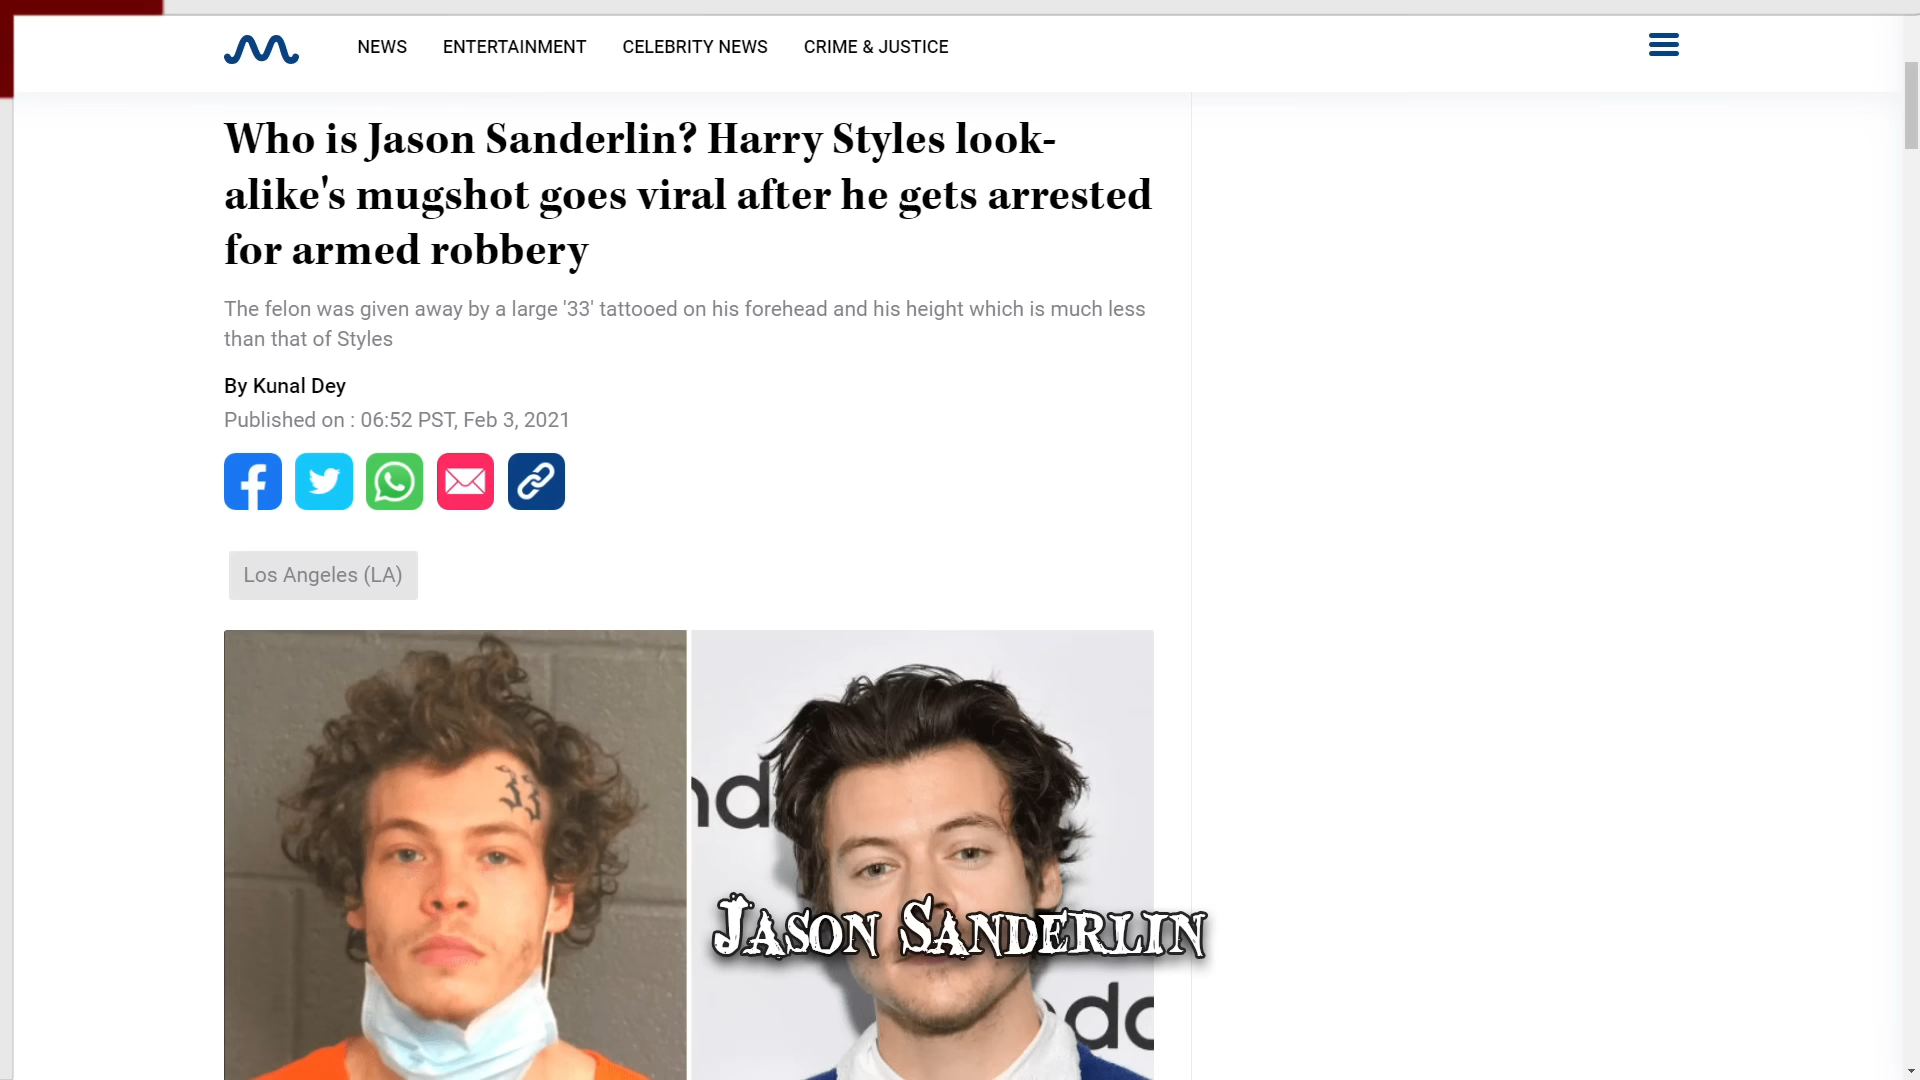 NEWS ENTERTAINMENT CELEBRITY NEWS CRIME & JUSTICE
Who is Jason Sanderlin? Harry Styles look-
alike's mugshot goes viral after he gets arrested
for armed robbery
The felon was given away by a large '33' tattooed on his forehead and his height which is much less
than that of Styles
By Kunal Dey
Published on : 06:52 PST, Feb 3, 2021
Los Angeles (LA)
33
nda
Jason Sanderlin